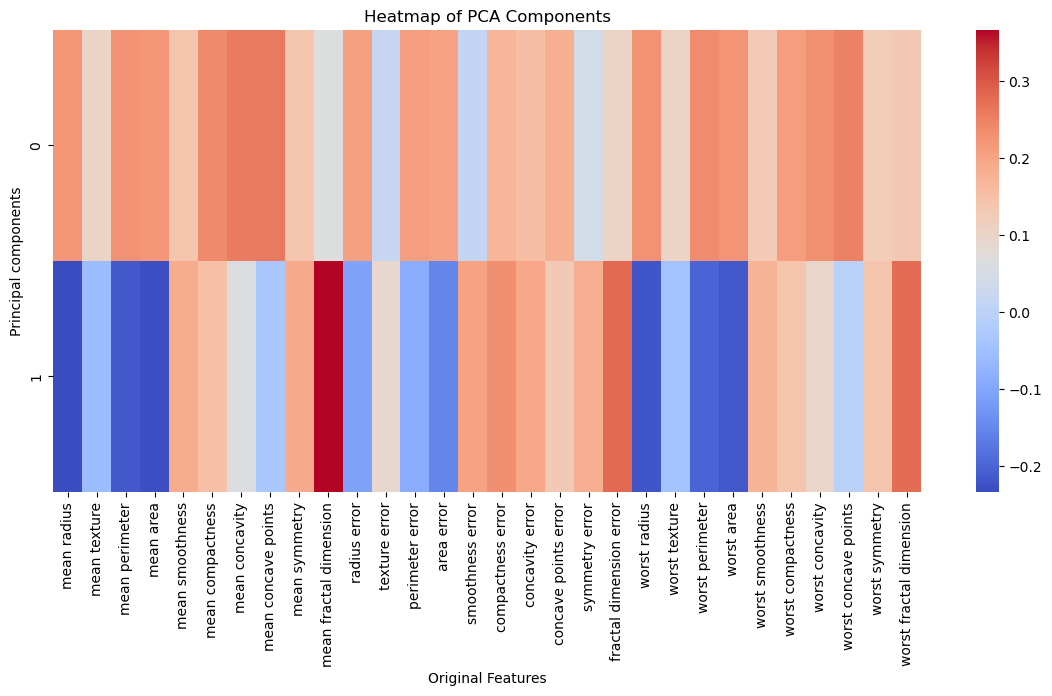 Heatmap of PCA Components
Principal components
0
1
0.3
0.2
0.1
0.0
−0.1
−0.2
mean radius
mean texture
mean perimeter
mean area
mean smoothness
mean compactness
mean concavity
mean concave points
mean symmetry
mean fractal dimension
radius error
texture error
perimeter error
area error
smoothness error
compactness error
concavity error
concave points error
symmetry error
fractal dimension error
worst radius
worst texture
worst perimeter
worst area
worst smoothness
worst compactness
worst concavity
worst concave points
worst symmetry
worst fractal dimension
Original Features